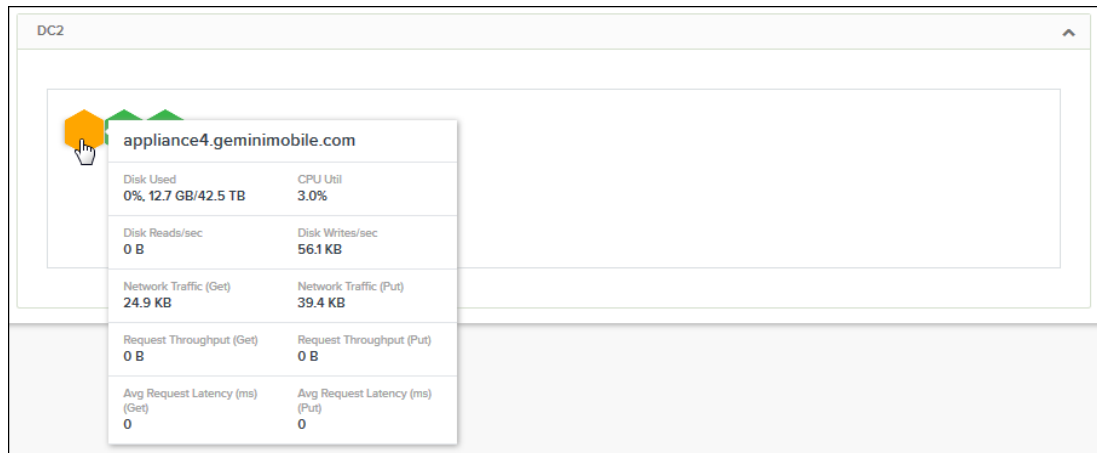 DC2
appliance4.geminimobile.com
Disk Used CPU Util
0%, 12.7 GB/42.5 TB 3.0%
Disk Reads/sec Disk Writes/sec
0 B 56.1 KB
Network Traffic (Get) Network Traffic (Put)
24.9 KB 39.4 KB
Request Throughput (Get) Request Throughput (Put)
0 B 0 B
Avg Request Latency (ms) Avg Request Latency (ms)
(Get) (Put)
0 0